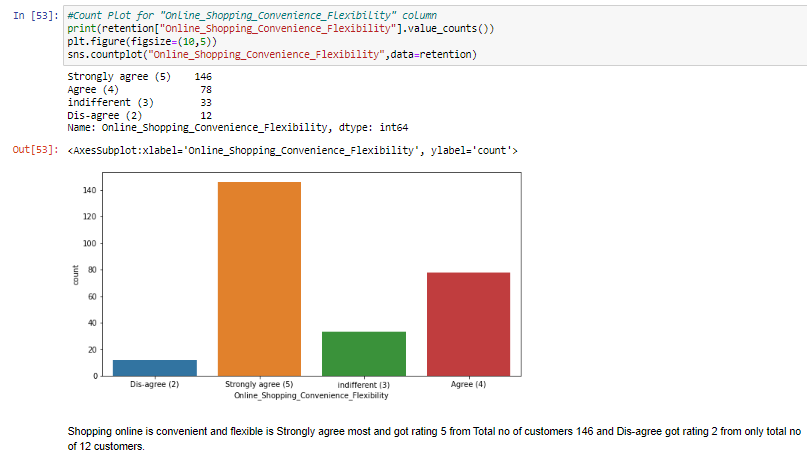 In [53]: #Count Plot for "Online_Shopping_Convenience_Flexibility" column
print(retention["Online_Shopping_Convenience_Flexibility"].value_counts())
plt.figure(figsize=(10,5))
sns.countplot("Online_Shopping_Convenience_Flexibility",data=retention)
Strongly agree (5)    146
Agree (4)              78
indifferent (3)        33
Dis-agree (2)          12
Name: Online_Shopping_Convenience_Flexibility, dtype: int64
Out[53]: <AxesSubplot:xlabel='Online_Shopping_Convenience_Flexibility', ylabel='count'>
140
120
100
80
60
40
20
0
count
Dis-agree (2) Strongly agree (5) indifferent (3) Agree (4)
Online_Shopping_Convenience_Flexibility
Shopping online is convenient and flexible is Strongly agree most and got rating 5 from Total no of customers 146 and Dis-agree got rating 2 from only total no
of 12 customers.